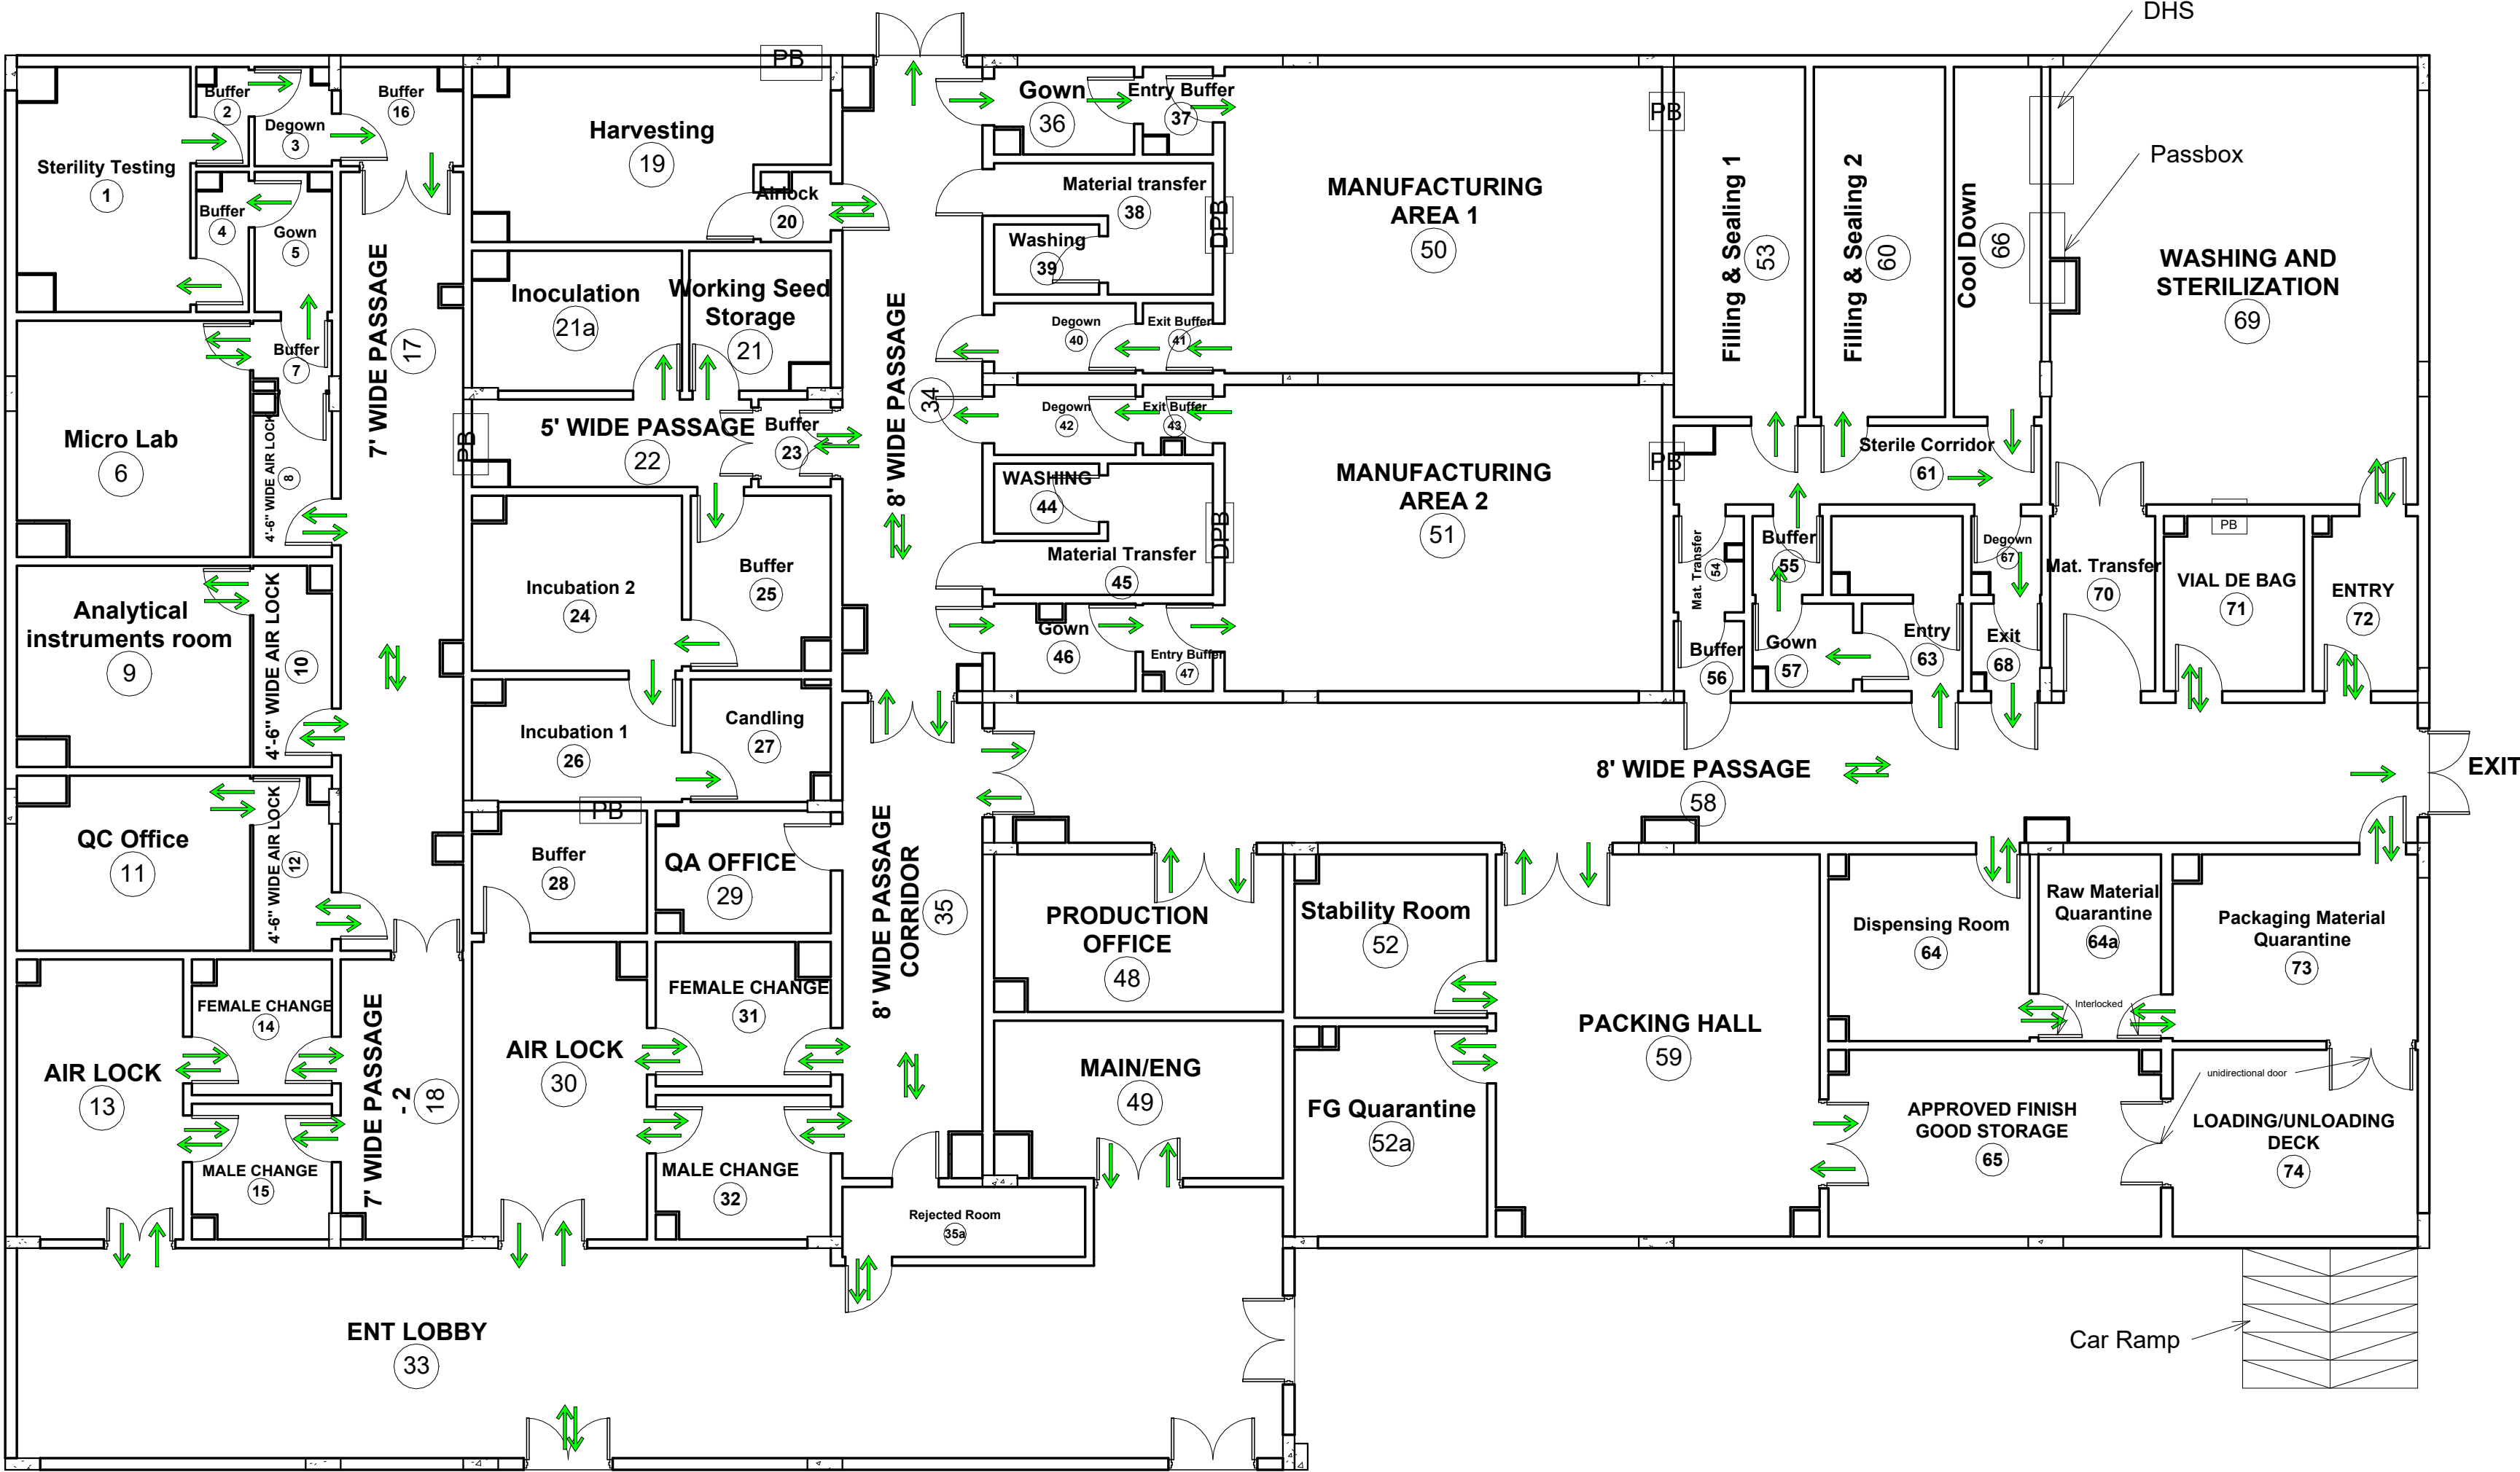 DHS
Passbox
PB
Buffer
2
Degown
3
Buffer
16
Sterility Testing
1
Buffer
4
Gown
5
Buffer
7
Micro Lab
6
4'-6" WIDE AIR LOCK
8
Analytical
instruments room
9
4'-6" WIDE AIR LOCK
10
QC Office
11
4'-6" WIDE AIR LOCK
12
AIR LOCK
13
FEMALE CHANGE
14
MALE CHANGE
15
7' WIDE PASSAGE
17
7' WIDE PASSAGE
- 2
18
Harvesting
19
Airlock
20
Inoculation
21a
Working Seed
Storage
21
PB
5' WIDE PASSAGE
22
Buffer
23
Incubation 2
24
Buffer
25
Incubation 1
26
Candling
27
PB
Buffer
28
QA OFFICE
29
AIR LOCK
30
FEMALE CHANGE
31
MALE CHANGE
32
ENT LOBBY
33
8' WIDE PASSAGE
34
8' WIDE PASSAGE
CORRIDOR
35
Rejected Room
35a
Gown
36
Entry Buffer
37
Material transfer
38
DPB
Washing
39
Degown
40
Exit Buffer
41
Degown
42
Exit Buffer
43
WASHING
44
DPB
Material Transfer
45
Gown
46
Entry Buffer
47
MANUFACTURING
AREA 1
50
PB
MANUFACTURING
AREA 2
51
PB
PRODUCTION
OFFICE
48
MAIN/ENG
49
Stability Room
52
FG Quarantine
52a
Filling & Sealing 1
53
Filling & Sealing 2
60
Cool Down
66
WASHING AND
STERILIZATION
69
Sterile Corridor
61
Mat. Transfer
54
Buffer
55
Buffer
56
Gown
57
Entry
63
Degown
67
Exit
68
Mat. Transfer
70
PB
VIAL DE BAG
71
ENTRY
72
8' WIDE PASSAGE
58
EXIT
PACKING HALL
59
Dispensing Room
64
Raw Material
Quarantine
64a
Interlocked
Packaging Material
Quarantine
73
APPROVED FINISH
GOOD STORAGE
65
unidirectional door
LOADING/UNLOADING
DECK
74
Car Ramp